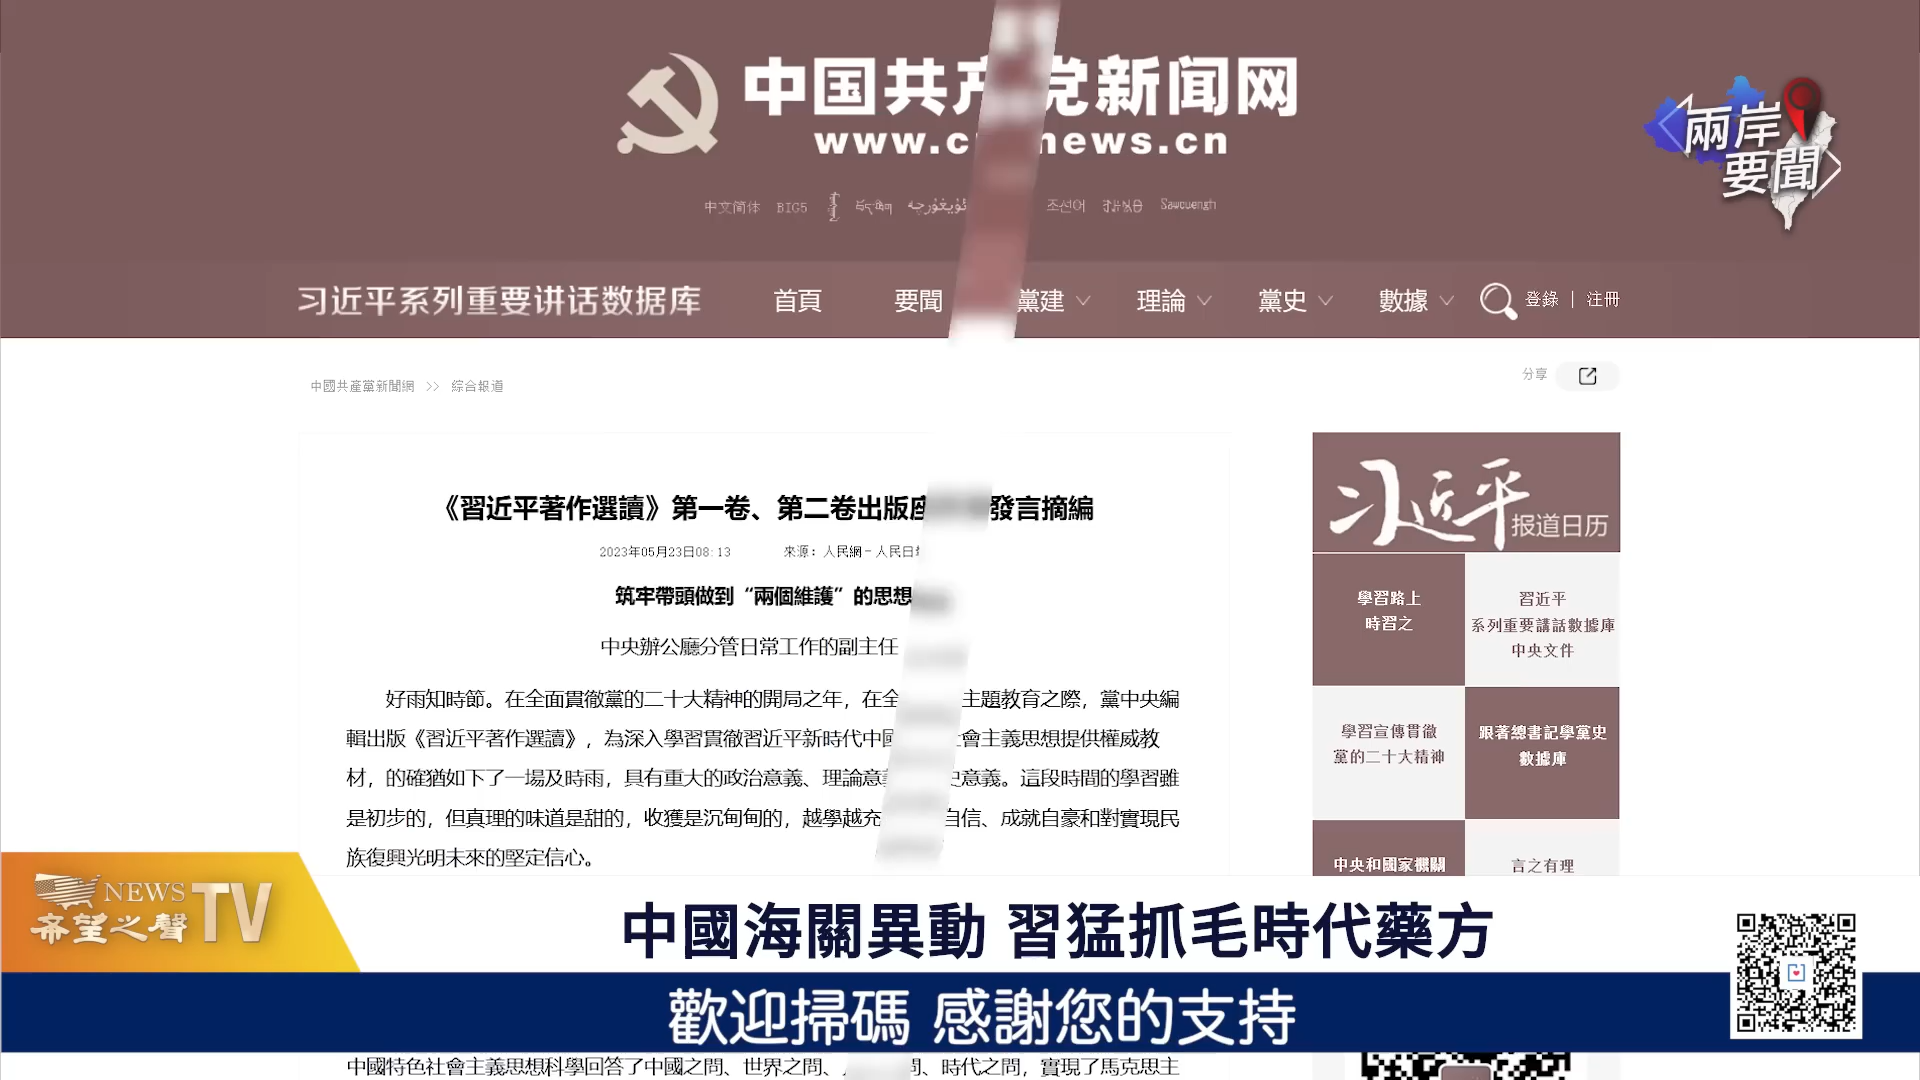 中国共产党新闻网
www.c news.cn
兩岸
要聞
中文简体 BIG5 ئۇيغۇرچە 조선어 Sawcuengh
习近平系列重要讲话数据库 首頁 要聞 黨建 理論 黨史 數據 登錄 | 注冊
中國共產黨新聞網 >> 綜合報道
分享
《習近平著作選讀》第一卷、第二卷出版 發言摘編
2023年05月23日08:13 來源：人民網－人民日
筑牢帶頭做到“兩個維護”的思想
中央辦公廳分管日常工作的副主任
好雨知時節。在全面貫徹黨的二十大精神的開局之年，在全 主題教育之際，黨中央編
輯出版《習近平著作選讀》，為深入學習貫徹習近平新時代中 會主義思想提供權威教
材，的確猶如下了一場及時雨，具有重大的政治意義、理論意 意義。這段時間的學習雖
是初步的，但真理的味道是甜的，收獲是沉甸甸的，越學越充 自信、成就自豪和對實現民
族復興光明未來的堅定信心。
习近平报道日历
學習路上
時習之
習近平
系列重要講話數據庫
中央文件
學習宣傳貫徹
黨的二十大精神
跟著總書記學黨史
數據庫
中央和國家機關
言之有理
NEWS
希望之聲TV
中國海關異動 習猛抓毛時代藥方
歡迎掃碼 感謝您的支持
中國特色社會主義思想科學回答了中國之問、世界之問、 問、時代之問，實現了馬克思主